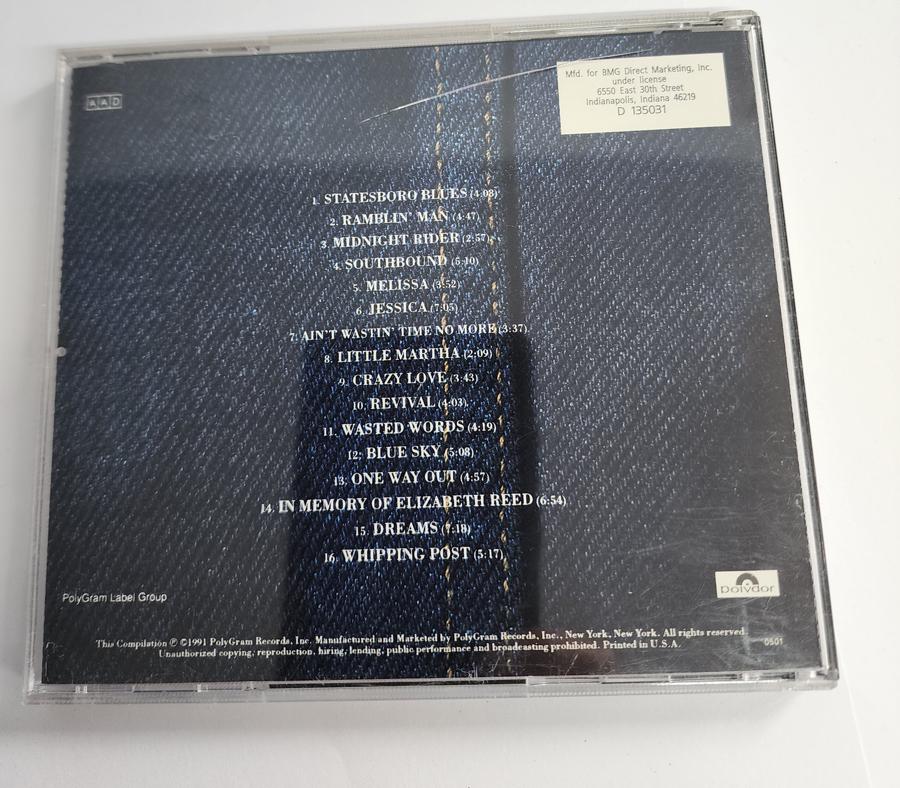 AAD
Mfd. for BMG Direct Marketing, Inc.
under license
6550 East 30th Street
Indianapolis, Indiana 46219
D 135031
1. STATESBORO BLUES (4:08)
2. RAMBLIN' MAN (4:47)
3. MIDNIGHT RIDER (2:57)
4. SOUTHBOUND (5:10)
5. MELISSA (3:52)
6. JESSICA (7:05)
7. AIN'T WASTIN' TIME NO MORE (3:37)
8. LITTLE MARTHA (2:09)
9. CRAZY LOVE (3:43)
10. REVIVAL (4:03)
11. WASTED WORDS (4:19)
12. BLUE SKY (5:08)
13. ONE WAY OUT (4:57)
14. IN MEMORY OF ELIZABETH REED (6:54)
15. DREAMS (7:18)
16. WHIPPING POST (5:17)
polydor
PolyGram Label Group
This Compilation ℗ ©1991 PolyGram Records, Inc. Manufactured and Marketed by PolyGram Records, Inc., New York, New York. All rights reserved.
Unauthorized copying, reproduction, hiring, lending, public performance and broadcasting prohibited. Printed in U.S.A.
0501